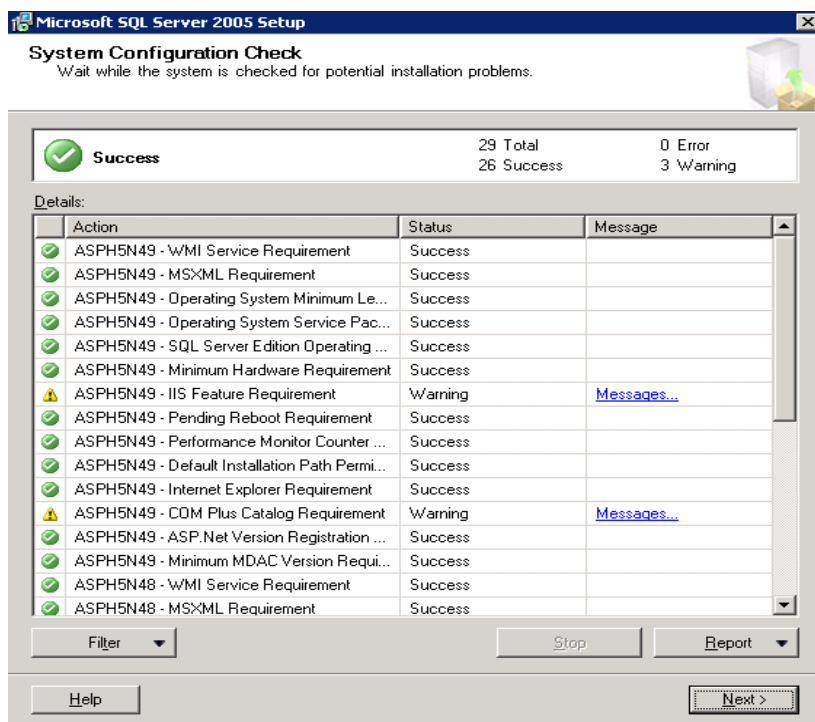 Microsoft SQL Server 2005 Setup
System Configuration Check
Wait while the system is checked for potential installation problems.
Success
29 Total
0 Error
26 Success
3 Warning
Details:
Action Status Message
ASPH5N49 - WMI Service Requirement Success
ASPH5N49 - MSXML Requirement Success
ASPH5N49 - Operating System Minimum Le... Success
ASPH5N49 - Operating System Service Pac... Success
ASPH5N49 - SQL Server Edition Operating ... Success
ASPH5N49 - Minimum Hardware Requirement Success
ASPH5N49 - IIS Feature Requirement Warning Messages...
ASPH5N49 - Pending Reboot Requirement Success
ASPH5N49 - Performance Monitor Counter ... Success
ASPH5N49 - Default Installation Path Permi... Success
ASPH5N49 - Internet Explorer Requirement Success
ASPH5N49 - COM Plus Catalog Requirement Warning Messages...
ASPH5N49 - ASP.Net Version Registration ... Success
ASPH5N49 - Minimum MDAC Version Requi... Success
ASPH5N48 - WMI Service Requirement Success
ASPH5N48 - MSXML Requirement Success
Filter Stop Report
Help Next >